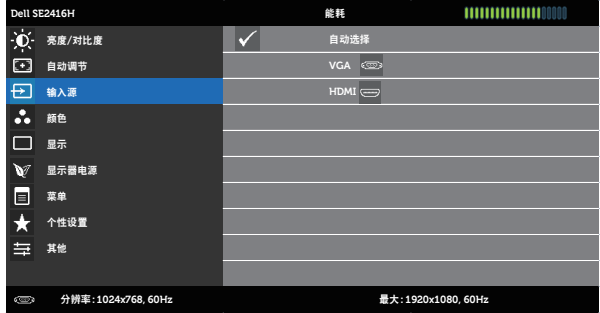 Dell SE2416H 能耗
亮度/对比度 自动选择
自动调节 VGA
输入源 HDMI
颜色
显示
显示器电源
菜单
个性设置
其他
分辨率:1024x768, 60Hz 最大:1920x1080, 60Hz